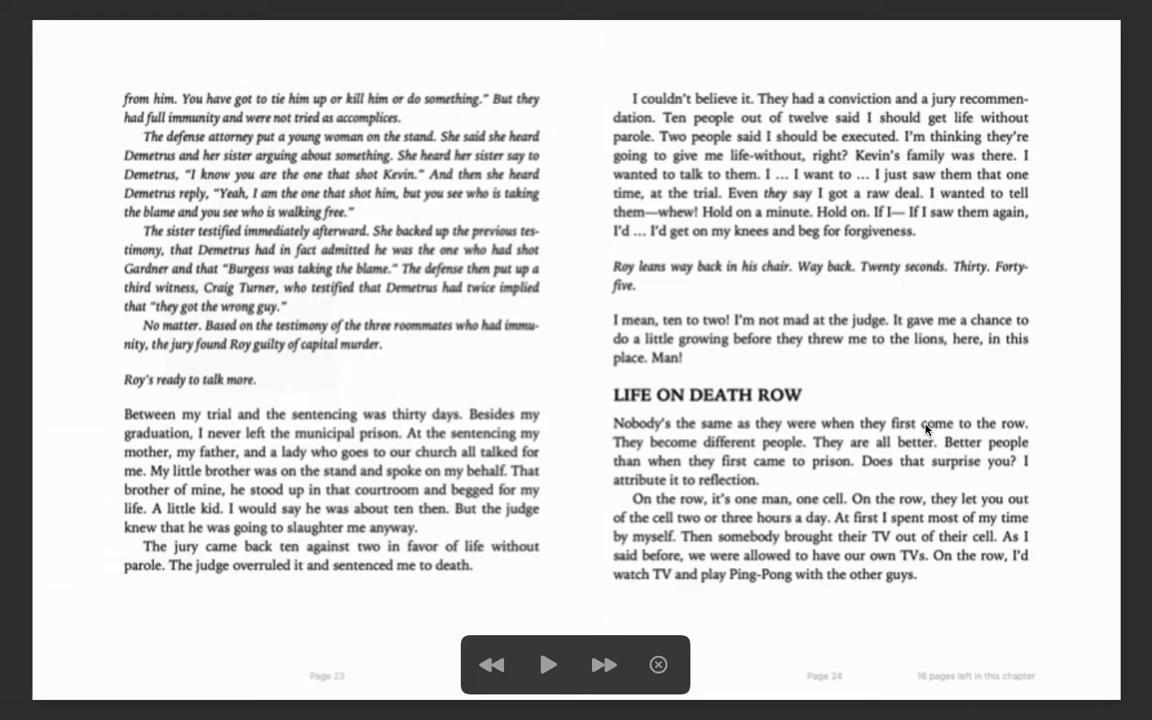 from him. You have got to tie him up or kill him or do something.” But they
had full immunity and were not tried as accomplices.
The defense attorney put a young woman on the stand. She said she heard
Demetrus and her sister arguing about something. She heard her sister say to
Demetrus, “I know you are the one that shot Kevin.” And then she heard
Demetrus reply, “Yeah, I am the one that shot him, but you see who is taking
the blame and you see who is walking free.”
The sister testified immediately afterward. She backed up the previous tes-
timony, that Demetrus had in fact admitted he was the one who had shot
Gardner and that “Burgess was taking the blame.” The defense then put up a
third witness, Craig Turner, who testified that Demetrus had twice implied
that “they got the wrong guy.”
No matter. Based on the testimony of the three roommates who had immu-
nity, the jury found Roy guilty of capital murder.
Roy’s ready to talk more.
Between my trial and the sentencing was thirty days. Besides my
graduation, I never left the municipal prison. At the sentencing my
mother, my father, and a lady who goes to our church all talked for
me. My little brother was on the stand and spoke on my behalf. That
brother of mine, he stood up in that courtroom and begged for my
life. A little kid. I would say he was about ten then. But the judge
knew that he was going to slaughter me anyway.
The jury came back ten against two in favor of life without
parole. The judge overruled it and sentenced me to death.
Page 23
I couldn’t believe it. They had a conviction and a jury recommen-
dation. Ten people out of twelve said I should get life without
parole. Two people said I should be executed. I’m thinking they’re
going to give me life-without, right? Kevin’s family was there. I
wanted to talk to them. I ... I want to ... I just saw them that one
time, at the trial. Even they say I got a raw deal. I wanted to tell
them—whew! Hold on a minute. Hold on. If I— If I saw them again,
I’d ... I’d get on my knees and beg for forgiveness.
Roy leans way back in his chair. Way back. Twenty seconds. Thirty. Forty-
five.
I mean, ten to two! I’m not mad at the judge. It gave me a chance to
do a little growing before they threw me to the lions, here, in this
place. Man!
LIFE ON DEATH ROW
Nobody’s the same as they were when they first come to the row.
They become different people. They are all better. Better people
than when they first came to prison. Does that surprise you? I
attribute it to reflection.
On the row, it’s one man, one cell. On the row, they let you out
of the cell two or three hours a day. At first I spent most of my time
by myself. Then somebody brought their TV out of their cell. As I
said before, we were allowed to have our own TVs. On the row, I’d
watch TV and play Ping-Pong with the other guys.
Page 24
16 pages left in this chapter